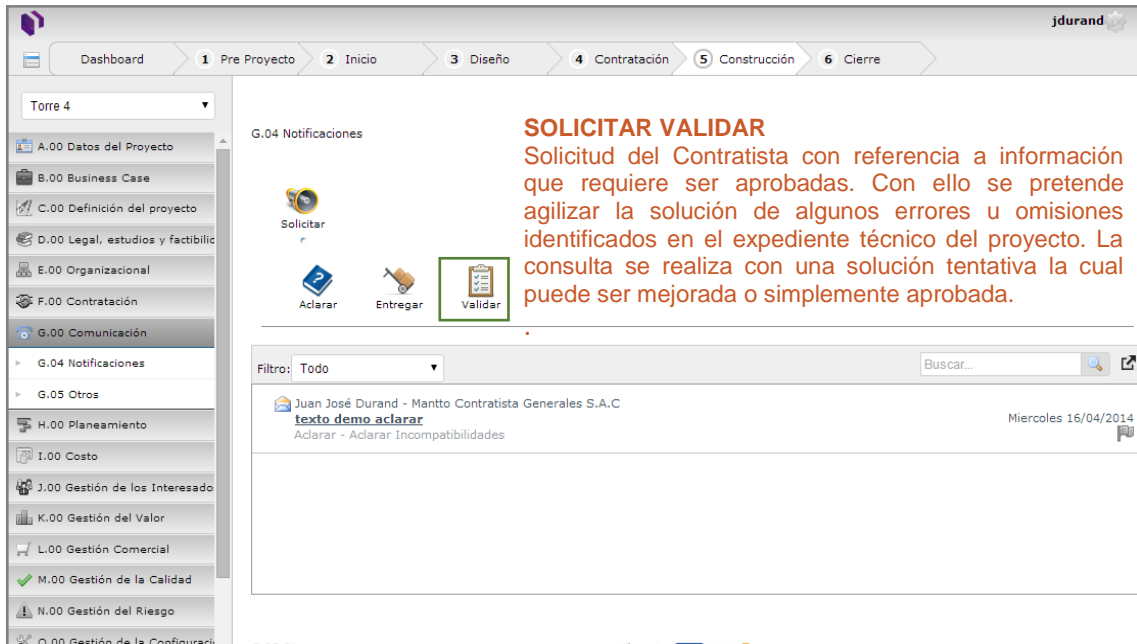 jdurand
Dashboard 1 Pre Proyecto 2 Inicio 3 Diseño 4 Contratación 5 Construcción 6 Cierre
Torre 4
A.00 Datos del Proyecto
B.00 Business Case
C.00 Definición del proyecto
D.00 Legal, estudios y factibilic
E.00 Organizacional
F.00 Contratación
G.00 Comunicación
G.04 Notificaciones
G.05 Otros
H.00 Planeamiento
I.00 Costo
J.00 Gestión de los Interesado
K.00 Gestión del Valor
L.00 Gestión Comercial
M.00 Gestión de la Calidad
N.00 Gestión del Riesgo
O.00 Gestión de la Configuraci
G.04 Notificaciones
Solicitar
Aclarar Entregar Validar
SOLICITAR VALIDAR
Solicitud del Contratista con referencia a información
que requiere ser aprobadas. Con ello se pretende
agilizar la solución de algunos errores u omisiones
identificados en el expediente técnico del proyecto. La
consulta se realiza con una solución tentativa la cual
puede ser mejorada o simplemente aprobada.
.
Filtro: Todo
Buscar...
Juan José Durand - Mantto Contratista Generales S.A.C
texto demo aclarar
Aclarar - Aclarar Incompatibilidades
Miercoles 16/04/2014